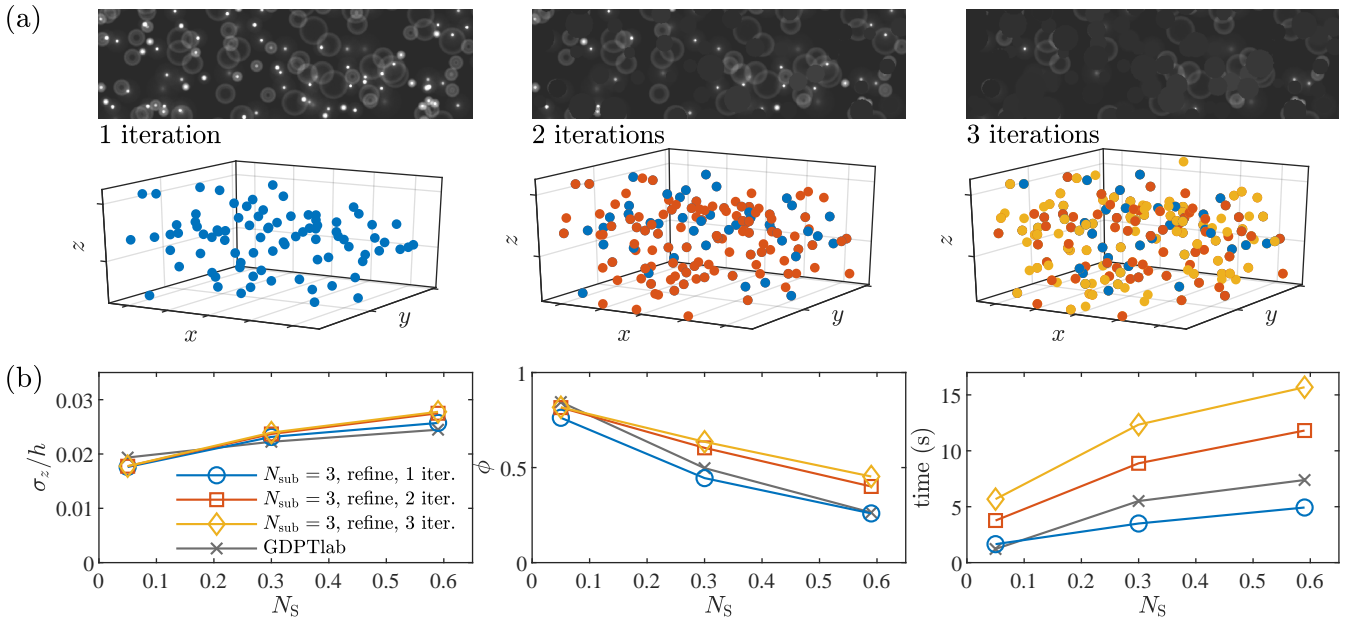 (a)
1 iteration
2 iterations
3 iterations
z
x
y
z
x
y
z
x
y
(b)
σz/h
0.03
0.02
0.01
0
0
0.1
0.2
0.3
0.4
0.5
0.6
NS
Nsub = 3, refine, 1 iter.
Nsub = 3, refine, 2 iter.
Nsub = 3, refine, 3 iter.
GDPTlab
ϕ
1
0.5
0
0
0.1
0.2
0.3
0.4
0.5
0.6
NS
time (s)
15
10
5
0
0
0.1
0.2
0.3
0.4
0.5
0.6
NS